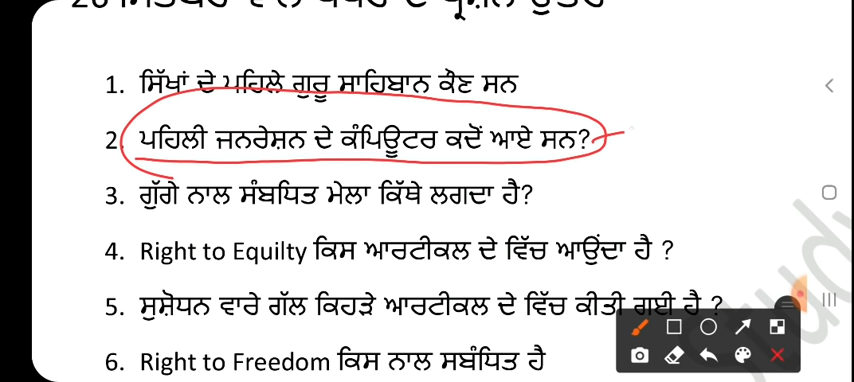 1. ਸਿੱਖਾਂ ਦੇ ਪਹਿਲੇ ਗੁਰੂ ਸਾਹਿਬਾਨ ਕੌਣ ਸਨ
2 ਪਹਿਲੀ ਜਨਰੇਸ਼ਨ ਦੇ ਕੰਪਿਊਟਰ ਕਦੋਂ ਆਏ ਸਨ?
3. ਗੁੱਗੇ ਨਾਲ ਸੰਬਧਿਤ ਮੇਲਾ ਕਿੱਥੇ ਲਗਦਾ ਹੈ?
4. Right to Equilty ਕਿਸ ਆਰਟੀਕਲ ਦੇ ਵਿੱਚ ਆਉਂਦਾ ਹੈ ?
5. ਸੁਸ਼ੋਧਨ ਵਾਰੇ ਗੱਲ ਕਿਹੜੇ ਆਰਟੀਕਲ ਦੇ ਵਿੱਚ ਕੀਤੀ ਗਈ ਹੈ ?
6. Right to Freedom ਕਿਸ ਨਾਲ ਸਬੰਧਿਤ ਹੈ